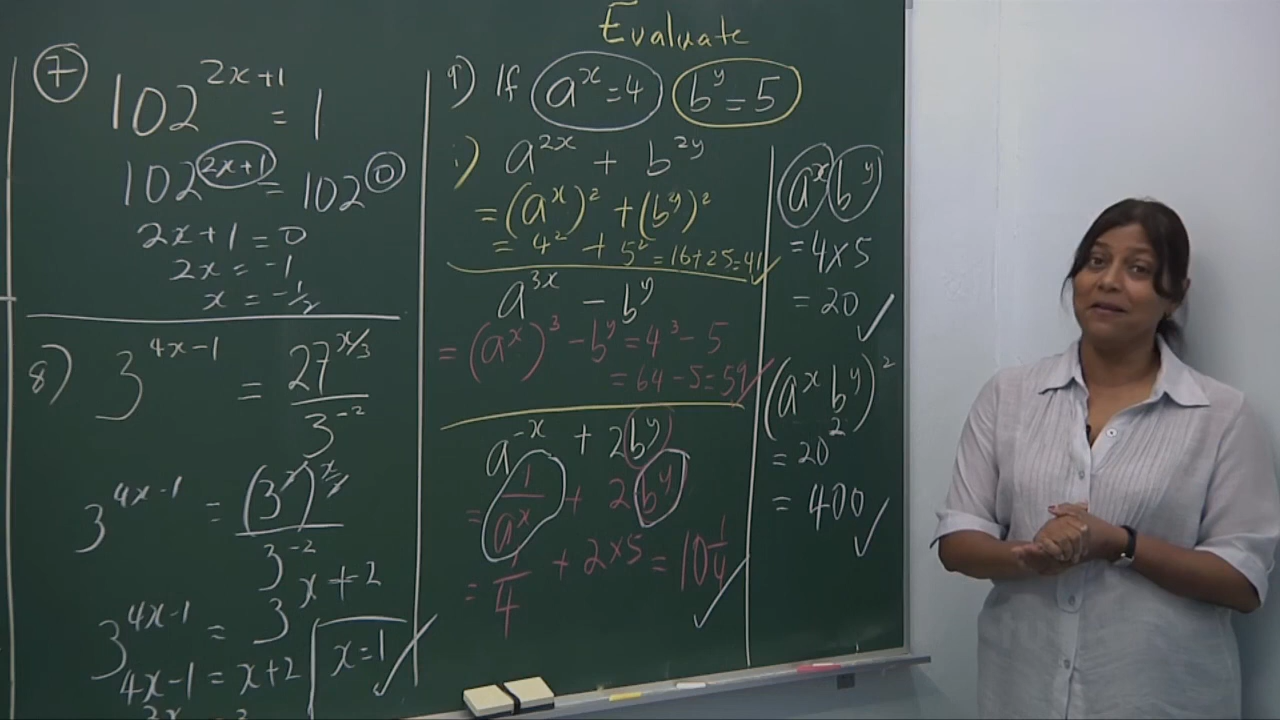 ⑦ 102^(2x+1) = 1
102^(2x+1) = 102^0
2x+1 = 0
2x = -1
x = -1/2
8) 3^(4x-1) = 27^(x/3) / 3^(-2)
3^(4x-1) = (3^3)^(x/3) / 3^(-2)
3^(4x-1) = 3^(x+2)
4x-1 = x+2
x=1
Evaluate
9) If a^x=4 b^y=5
i) a^(2x) + b^(2y)
= (a^x)^2 + (b^y)^2
= 4^2 + 5^2 = 16+25=41
a^(3x) - b^y
= (a^x)^3 - b^y = 4^3 - 5
= 64-5=59
a^(-x) + 2b^y
= 1/a^x + 2b^y
= 1/4 + 2×5 = 10 1/4
a^x b^y
= 4×5
= 20
(a^x b^y)^2
= 20^2
= 400